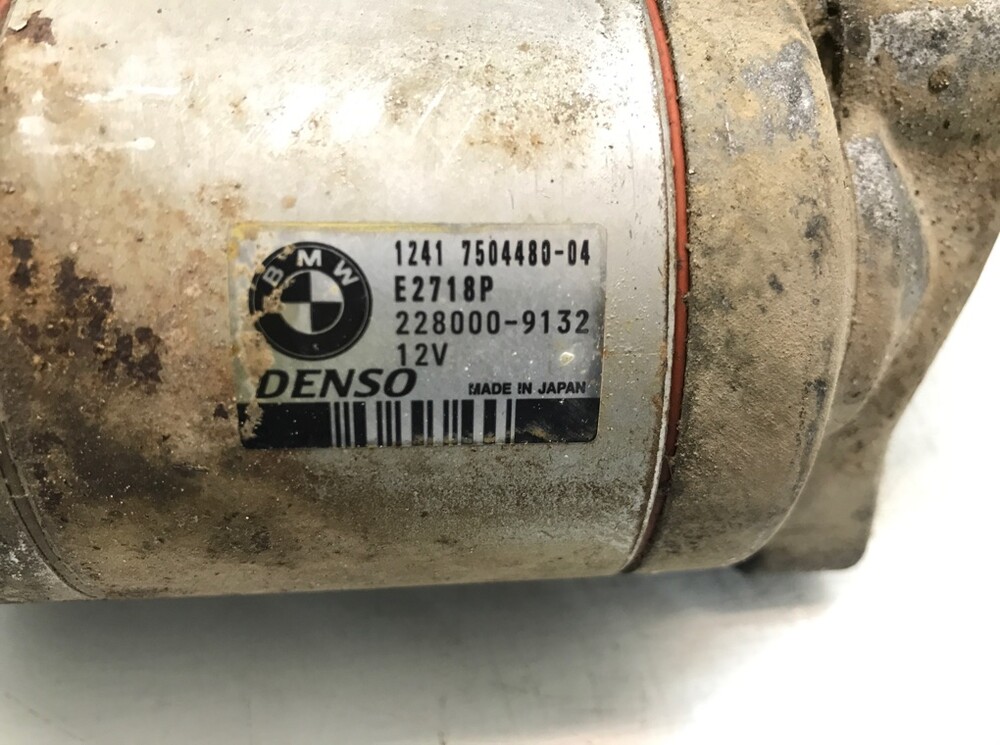 BMW
1241 7504480-04
E2718P
228000-9132
12V
DENSO MADE IN JAPAN